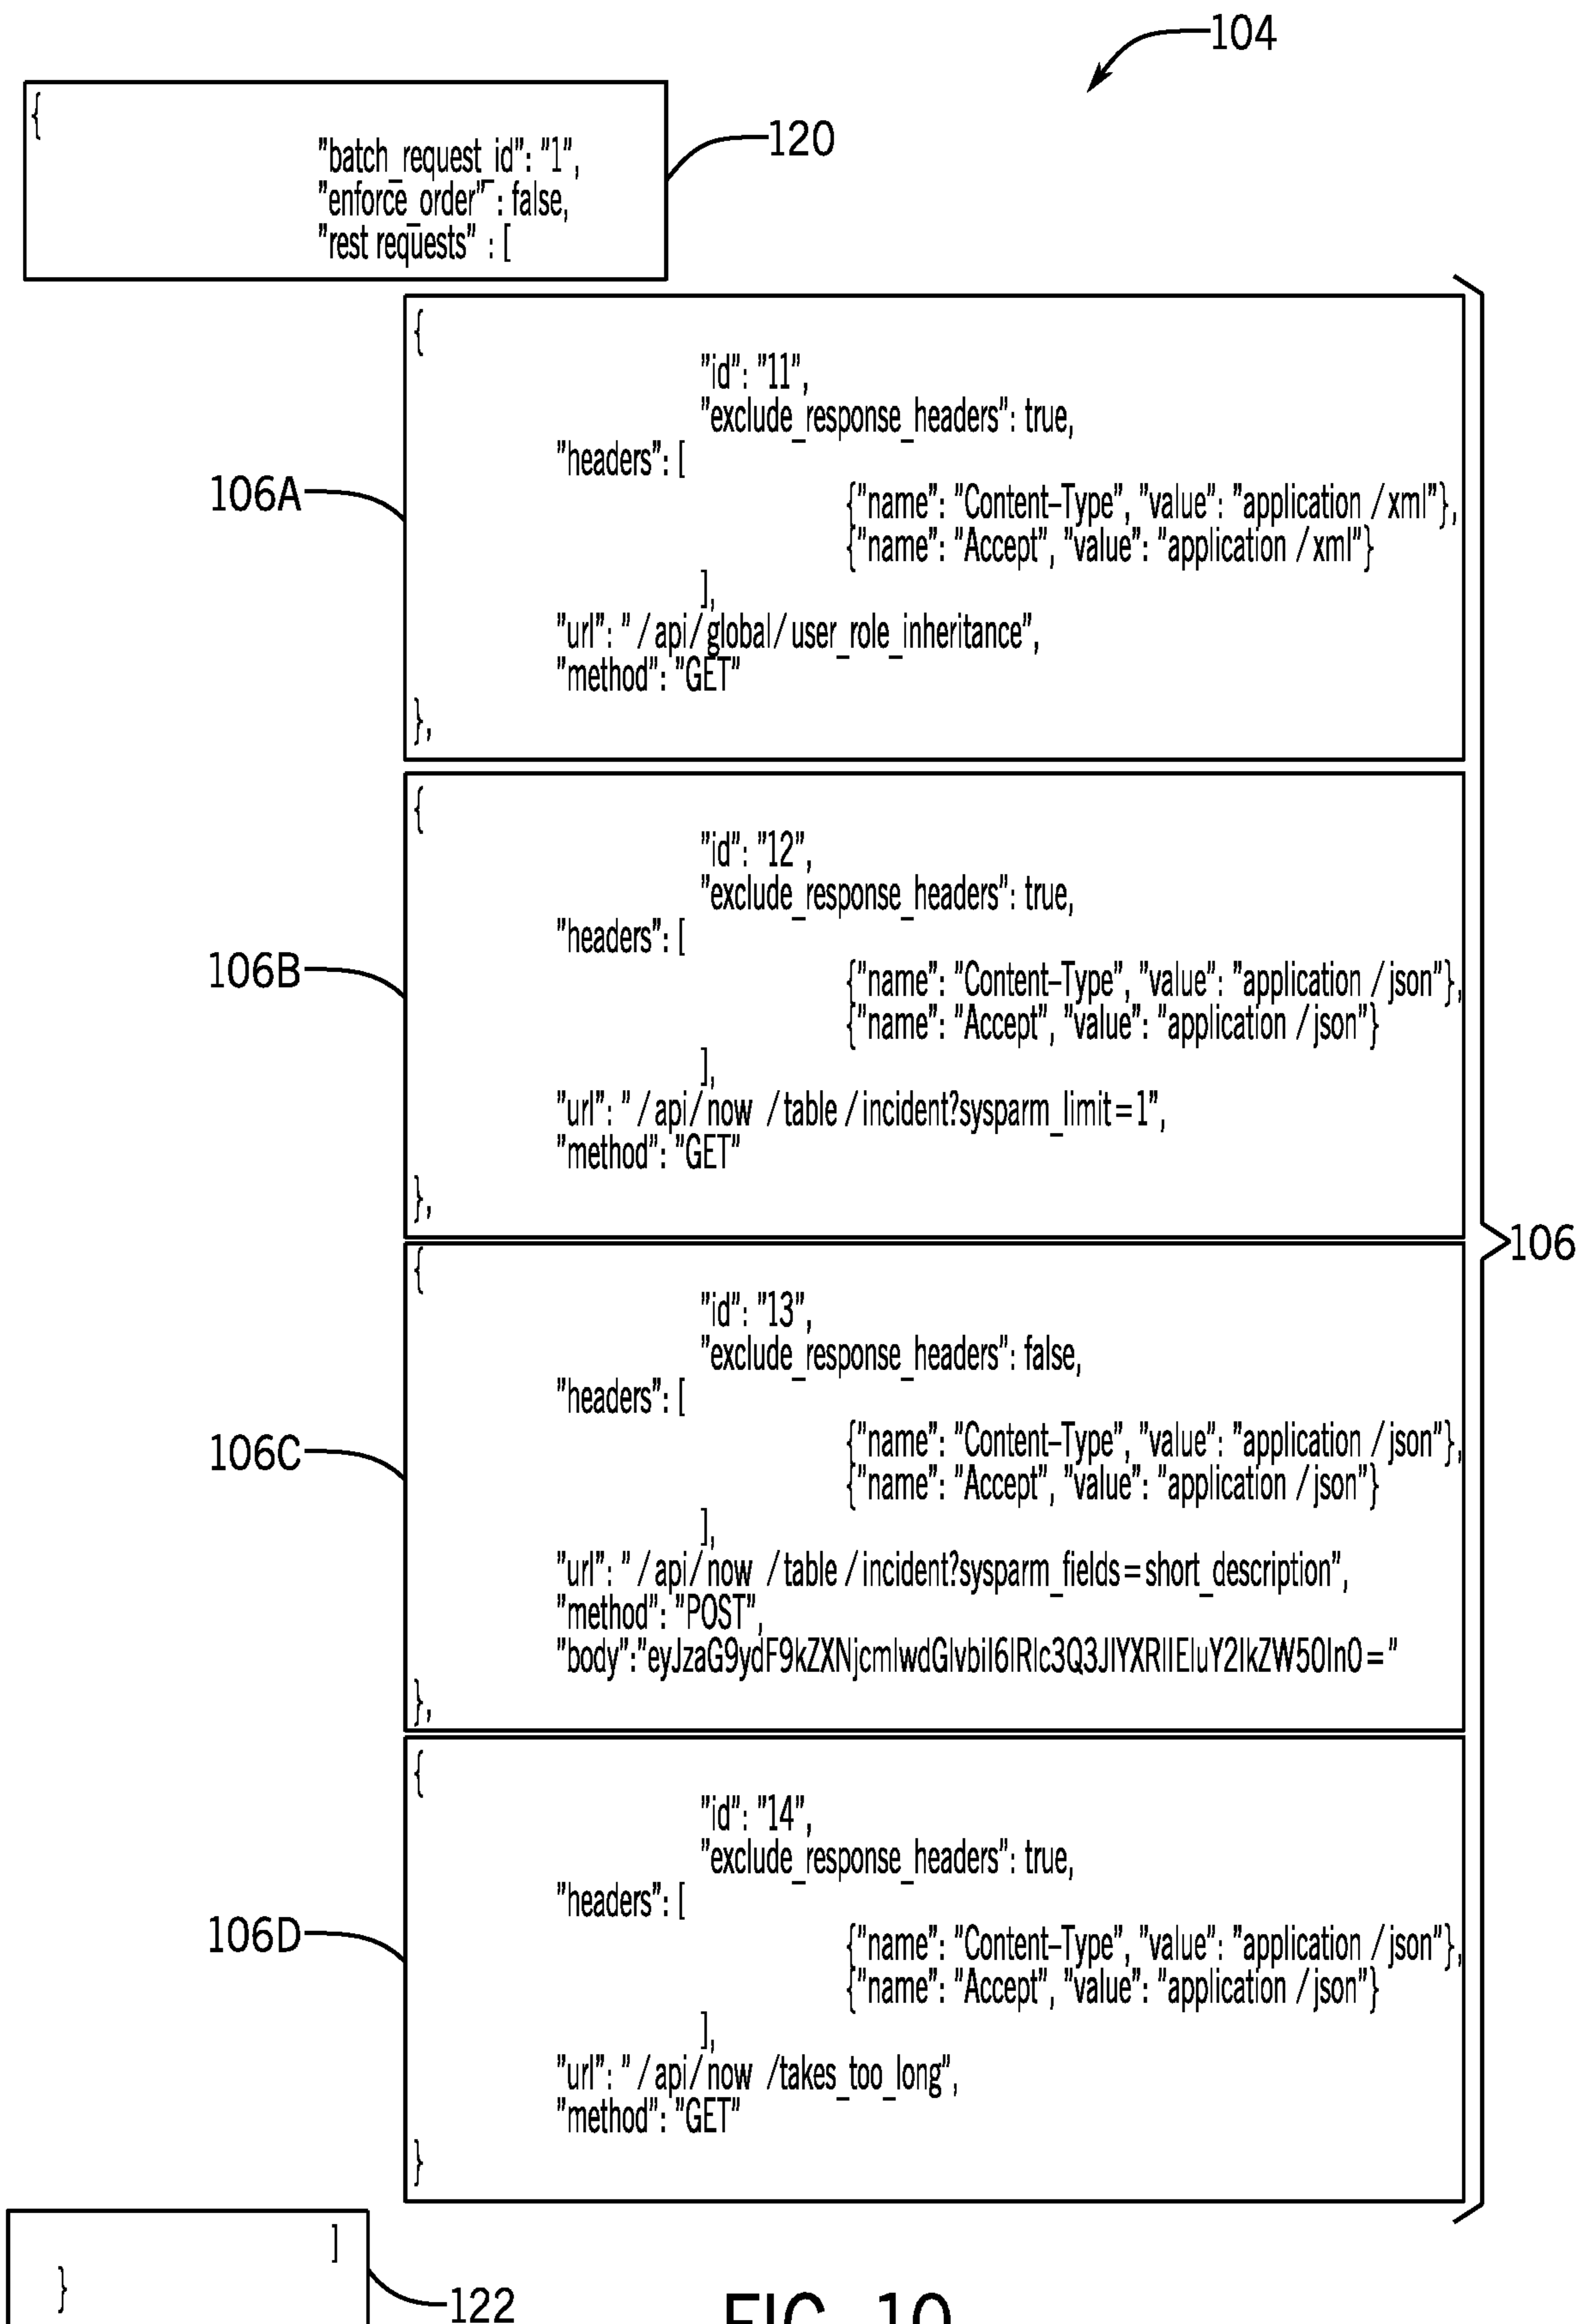 104
{
"batch_request_id": "1",
"enforce_order" : false,
"rest requests" : [
120
{
"id": "11",
"exclude_response_headers": true,
"headers": [
{"name": "Content-Type", "value": "application /xml"},
{"name": "Accept", "value": "application /xml"}
],
"url": " / api/global/ user_role_inheritance",
"method": "GET"
},
106A
{
"id": "12",
"exclude_response_headers": true,
"headers": [
{"name": "Content-Type", "value": "application / json"},
{"name": "Accept", "value": "application / json"}
],
"url": " / api/now / table / incident?sysparm_limit=1",
"method": "GET"
},
106B
106
{
"id": "13",
"exclude_response_headers": false,
"headers": [
{"name": "Content-Type", "value": "application / json"},
{"name": "Accept", "value": "application / json"}
],
"url": " / api/now / table / incident?sysparm_fields=short_description",
"method": "POST",
"body":"eyJzaG9ydF9kZXNjcmlwdGlvbiI6IlRlc3Q3JlYXRlIEluY2lkZW50In0="
},
106C
{
"id": "14",
"exclude_response_headers": true,
"headers": [
{"name": "Content-Type", "value": "application / json"},
{"name": "Accept", "value": "application / json"}
],
"url": " / api/now /takes_too_long",
"method": "GET"
}
106D
]
}
122
FIG. 10